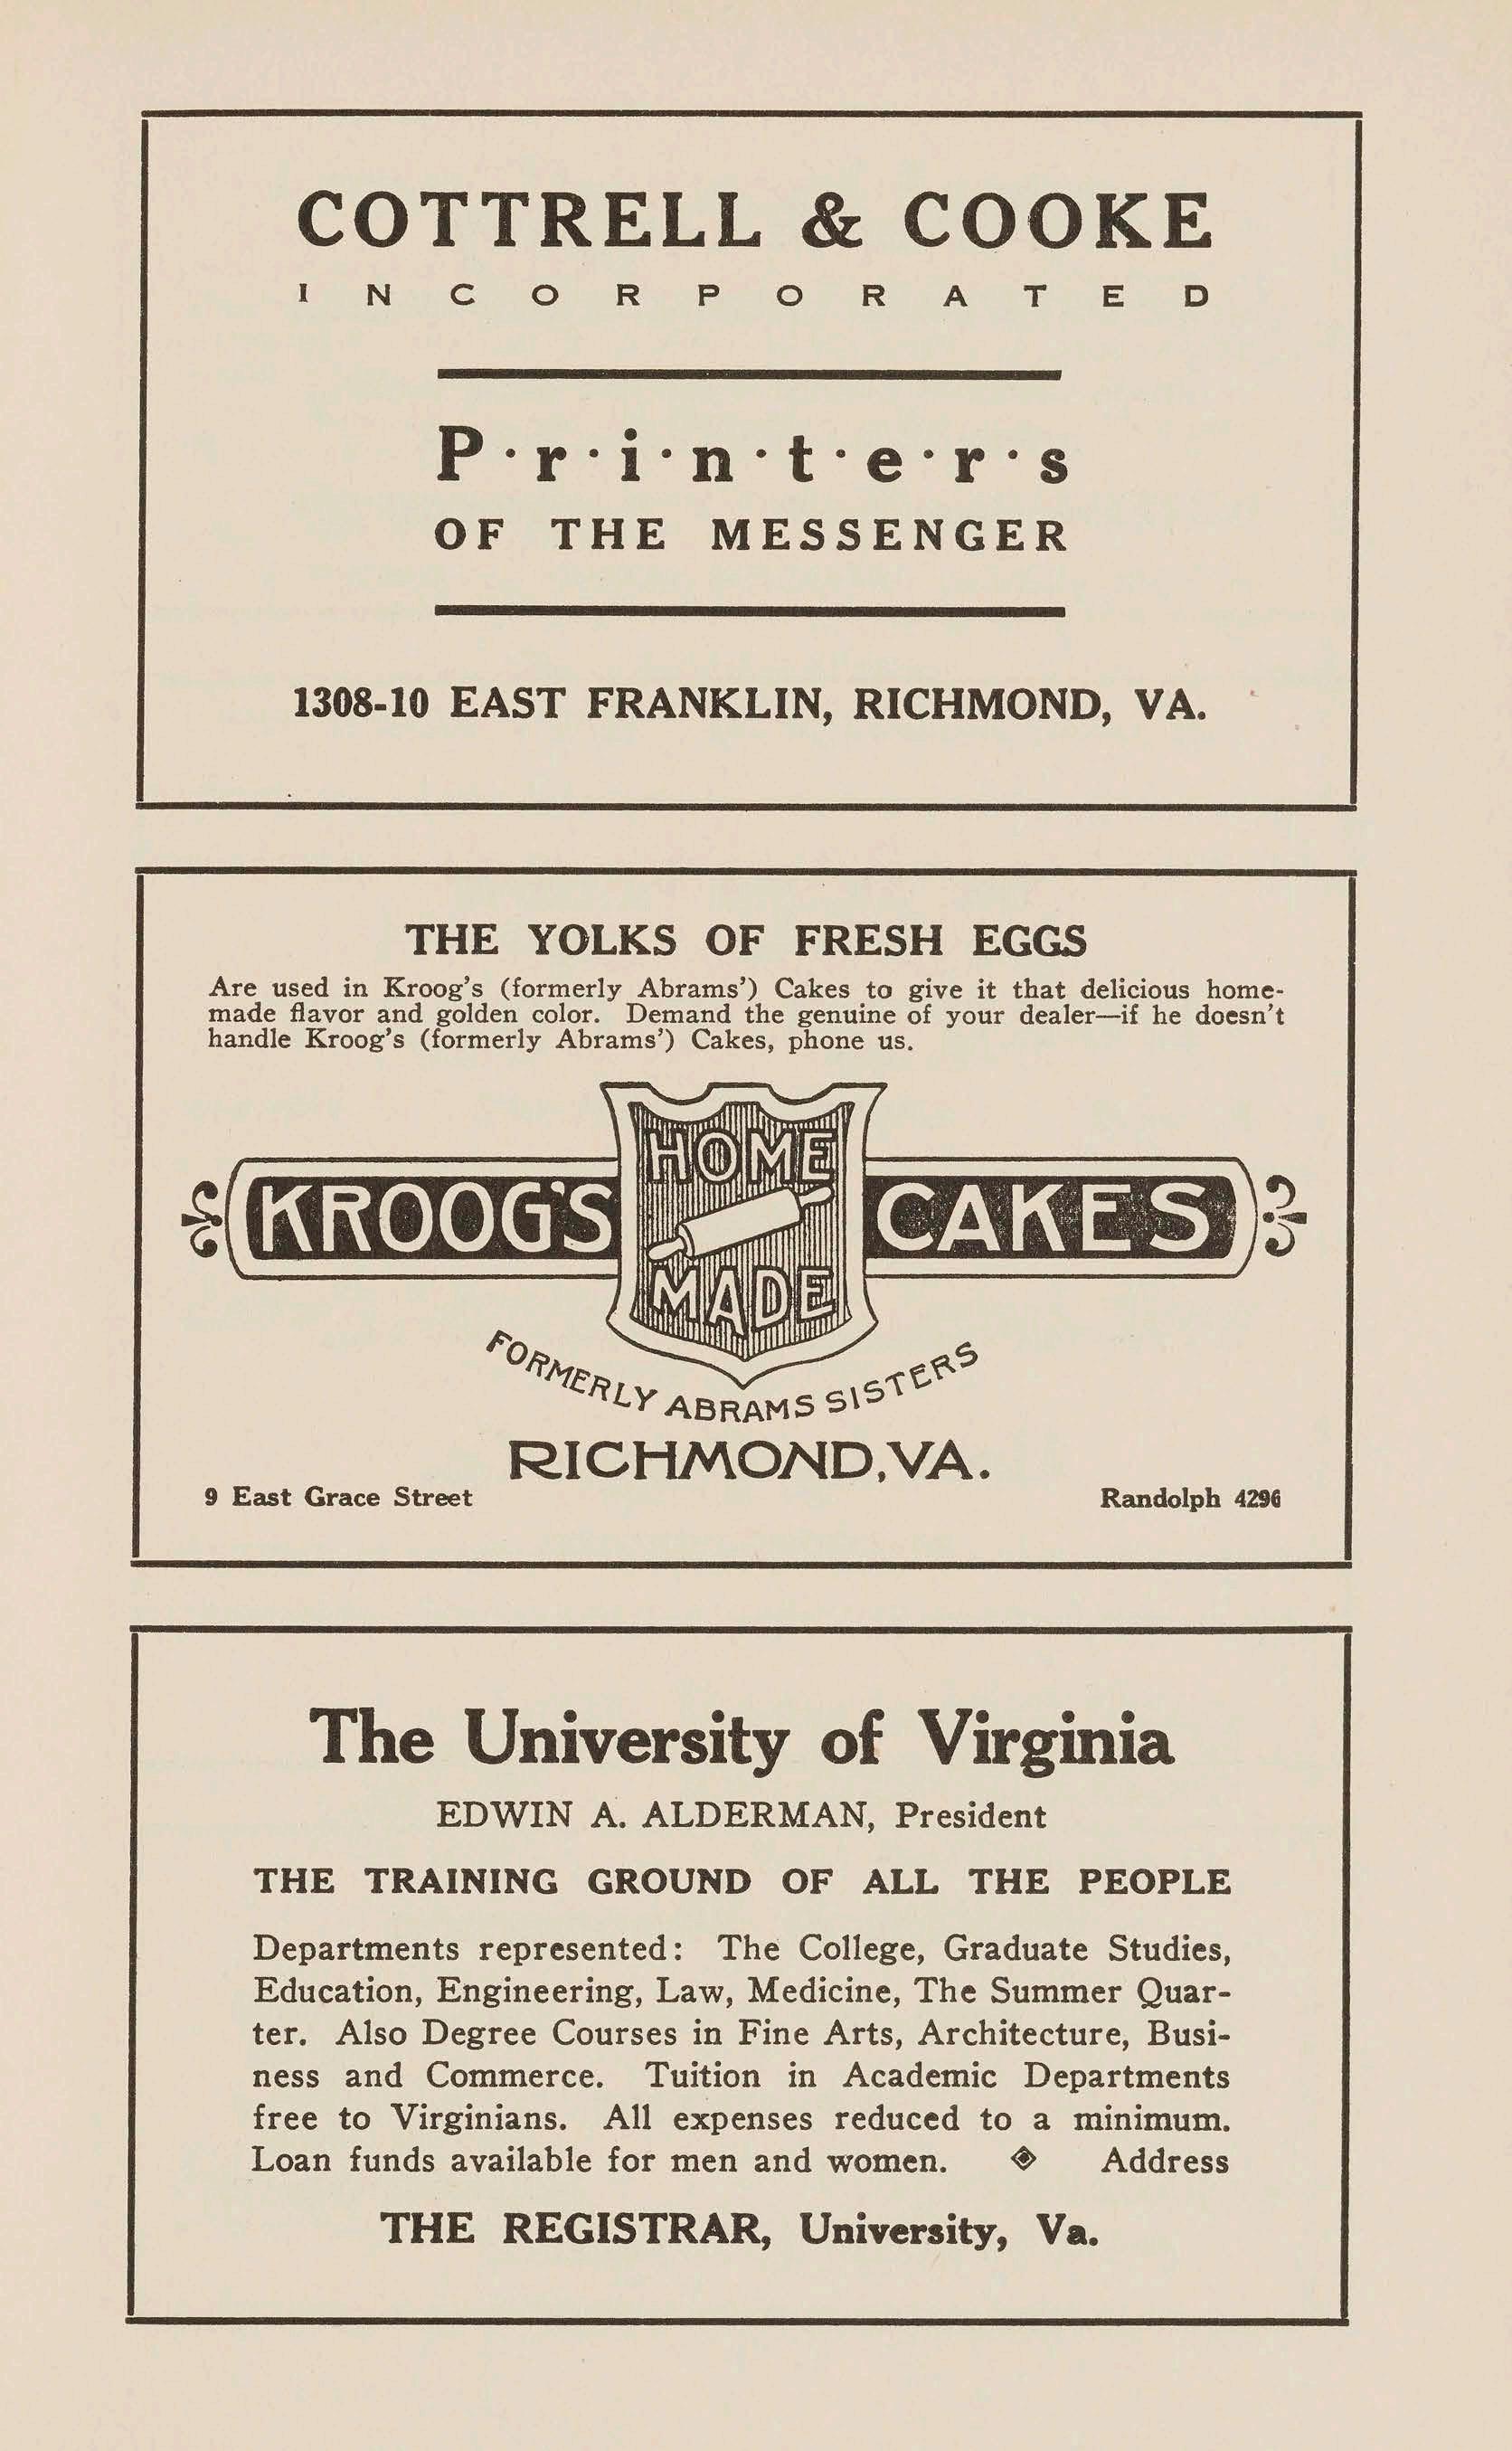 COTTRELL & COOKE
INCORPORATED
P·r·i·n·t·e·r·s
OF THE MESSENGER
1308-10 EAST FRANKLIN, RICHMOND, VA.
THE YOLKS OF FRESH EGGS
Are used in Kroog's (formerly Abrams') Cakes to give it that delicious home-
made flavor and golden color. Demand the genuine of your dealer—if he doesn't
handle Kroog's (formerly Abrams') Cakes, phone us.
KROOG'S HOME MADE CAKES
FORMERLY ABRAMS SISTERS
RICHMOND, VA.
9 East Grace Street Randolph 4296
The University of Virginia
EDWIN A. ALDERMAN, President
THE TRAINING GROUND OF ALL THE PEOPLE
Departments represented: The College, Graduate Studies,
Education, Engineering, Law, Medicine, The Summer Quar-
ter. Also Degree Courses in Fine Arts, Architecture, Busi-
ness and Commerce. Tuition in Academic Departments
free to Virginians. All expenses reduced to a minimum.
Loan funds available for men and women. Address
THE REGISTRAR, University, Va.